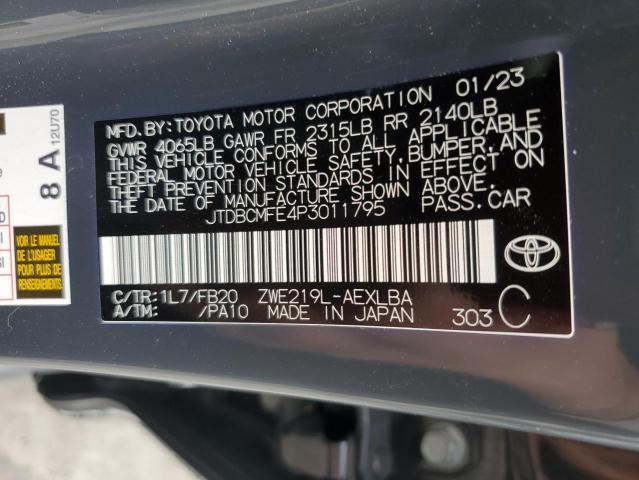 MFD. BY: TOYOTA MOTOR CORPORATION 01/23
GVWR 4065LB GAWR FR 2315LB RR 2140LB
THIS VEHICLE CONFORMS TO ALL APPLICABLE
FEDERAL MOTOR VEHICLE SAFETY, BUMPER, AND
THEFT PREVENTION STANDARDS IN EFFECT ON
THE DATE OF MANUFACTURE SHOWN ABOVE.
JTDBCMFE4P3011795 PASS. CAR
C/TR: 1L7/FB20 ZWE219L-AEXLBA
A/TM: /PA10 MADE IN JAPAN 303 C
8 A 12U70
VOIR LE MANUEL
DE L'USAGER
POUR PLUS DE
RENSEIGNEMENTS